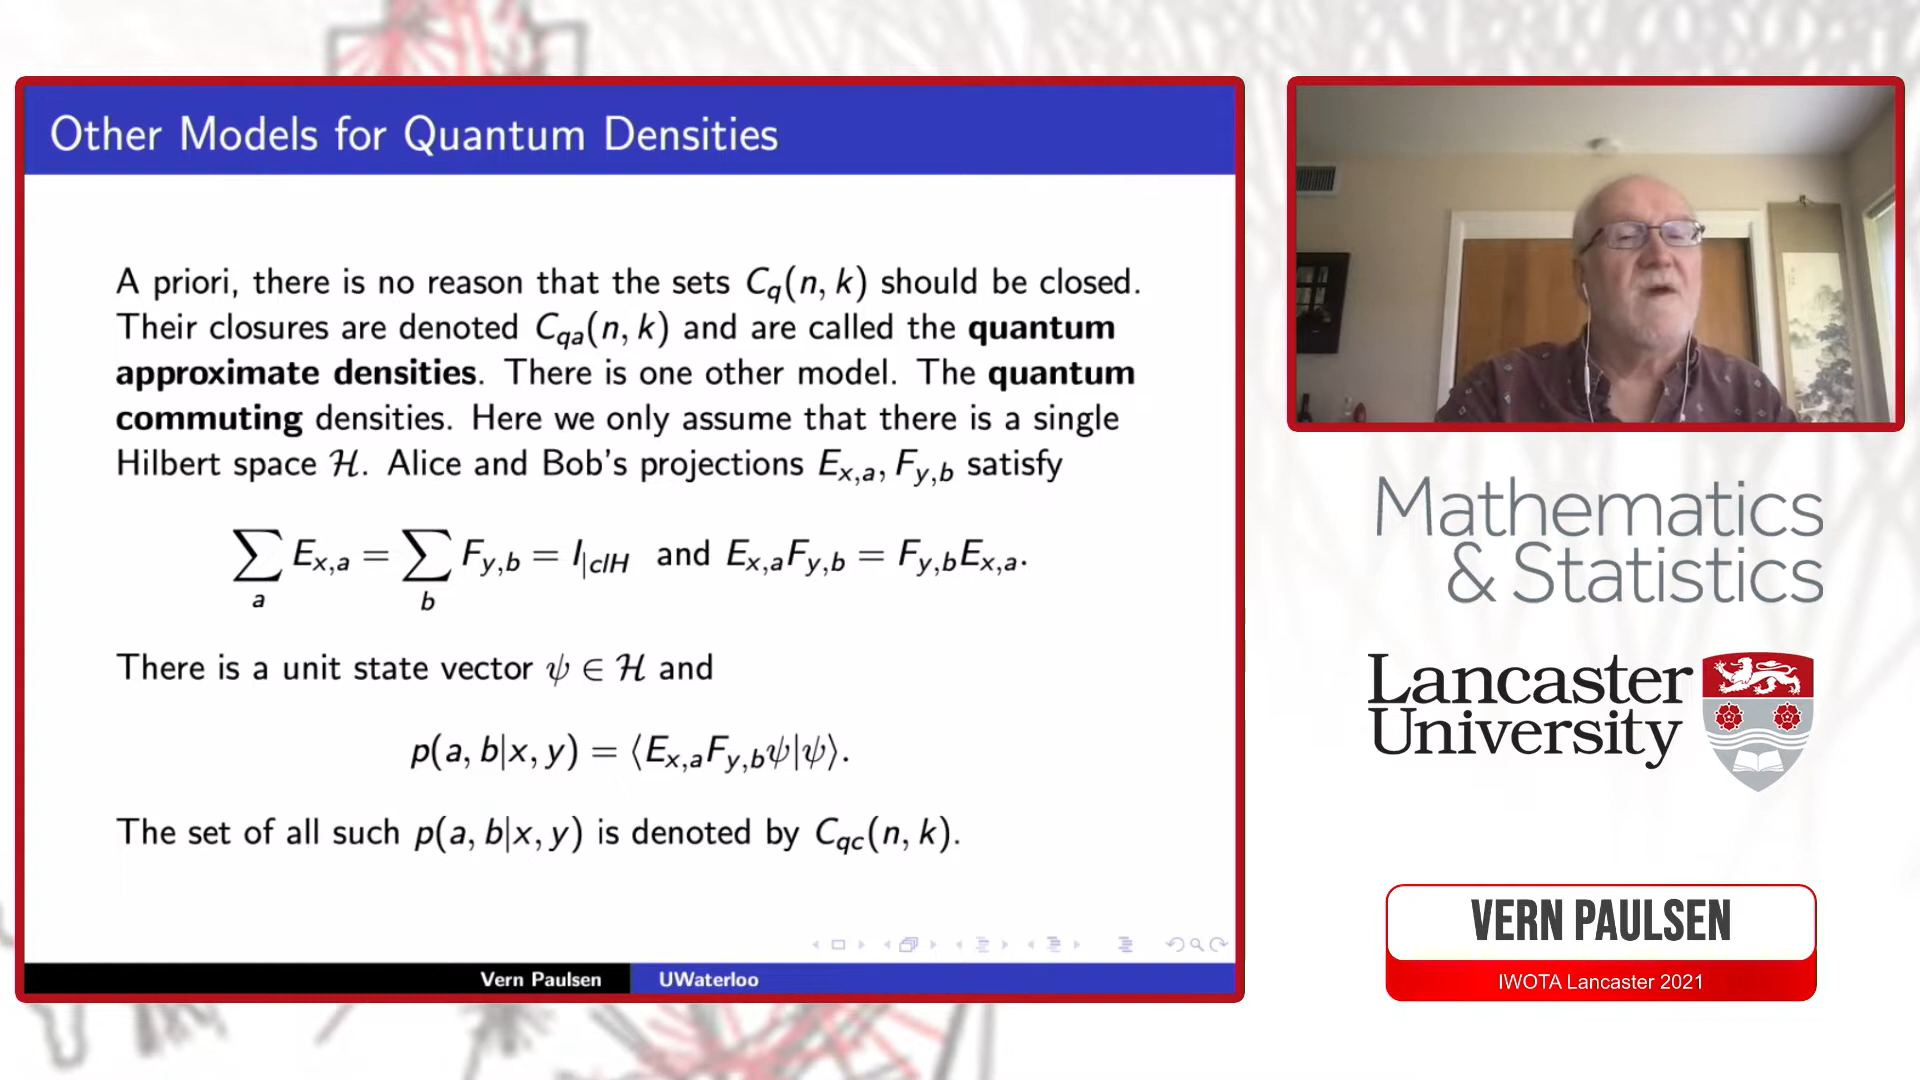 Other Models for Quantum Densities
A priori, there is no reason that the sets C_q(n, k) should be closed.
Their closures are denoted C_qa(n, k) and are called the quantum
approximate densities. There is one other model. The quantum
commuting densities. Here we only assume that there is a single
Hilbert space ℋ. Alice and Bob's projections E_x,a, F_y,b satisfy
∑_a E_x,a = ∑_b F_y,b = I_|clH and E_x,a F_y,b = F_y,b E_x,a.
There is a unit state vector ψ ∈ ℋ and
p(a, b|x, y) = ⟨E_x,a F_y,b ψ|ψ⟩.
The set of all such p(a, b|x, y) is denoted by C_qc(n, k).
Vern Paulsen UWaterloo
Mathematics
& Statistics
Lancaster
University
VERN PAULSEN
IWOTA Lancaster 2021